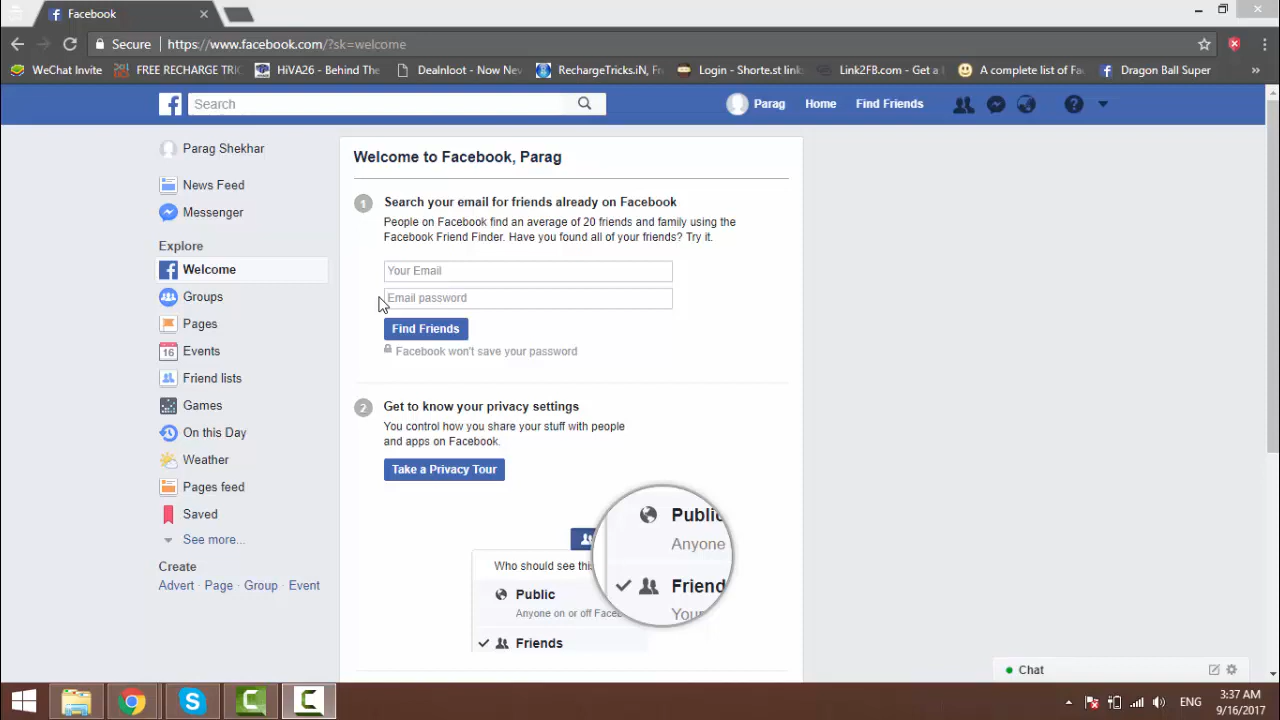 Facebook
Secure https://www.facebook.com/?sk=welcome
WeChat Invite
FREE RECHARGE TRIC
HiVA26 - Behind The
Dealnloot - Now Nev
RechargeTricks.iN, Fr
Login - Shorte.st link
Link2FB.com - Get a l
A complete list of Fa
Dragon Ball Super
Search
Parag
Home
Find Friends
Parag Shekhar
News Feed
Messenger
Explore
Welcome
Groups
Pages
16 Events
Friend lists
Games
On this Day
Weather
Pages feed
Saved
See more...
Create
Advert · Page · Group · Event
Welcome to Facebook, Parag
1 Search your email for friends already on Facebook
People on Facebook find an average of 20 friends and family using the
Facebook Friend Finder. Have you found all of your friends? Try it.
Your Email
Email password
Find Friends
Facebook won't save your password
2 Get to know your privacy settings
You control how you share your stuff with people
and apps on Facebook.
Take a Privacy Tour
Who should see this
Public
Anyone on or off Faceb
Friends
Public
Anyone
Friend
Your
Chat
ENG
3:37 AM
9/16/2017